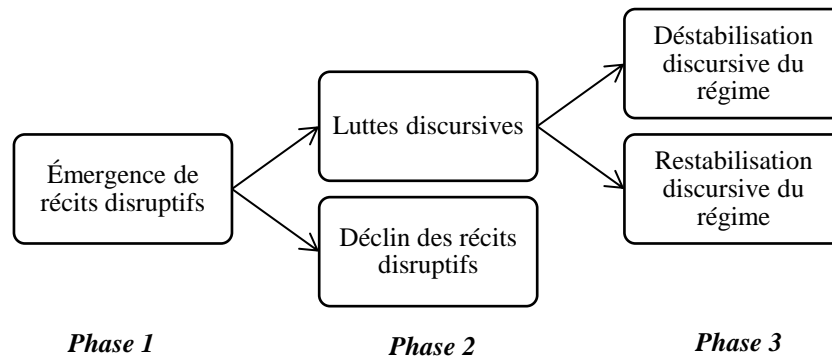 Émergence de
récits disruptifs
Luttes discursives
Déclin des récits
disruptifs
Déstabilisation
discursive du
régime
Restabilisation
discursive du
régime
Phase 1
Phase 2
Phase 3